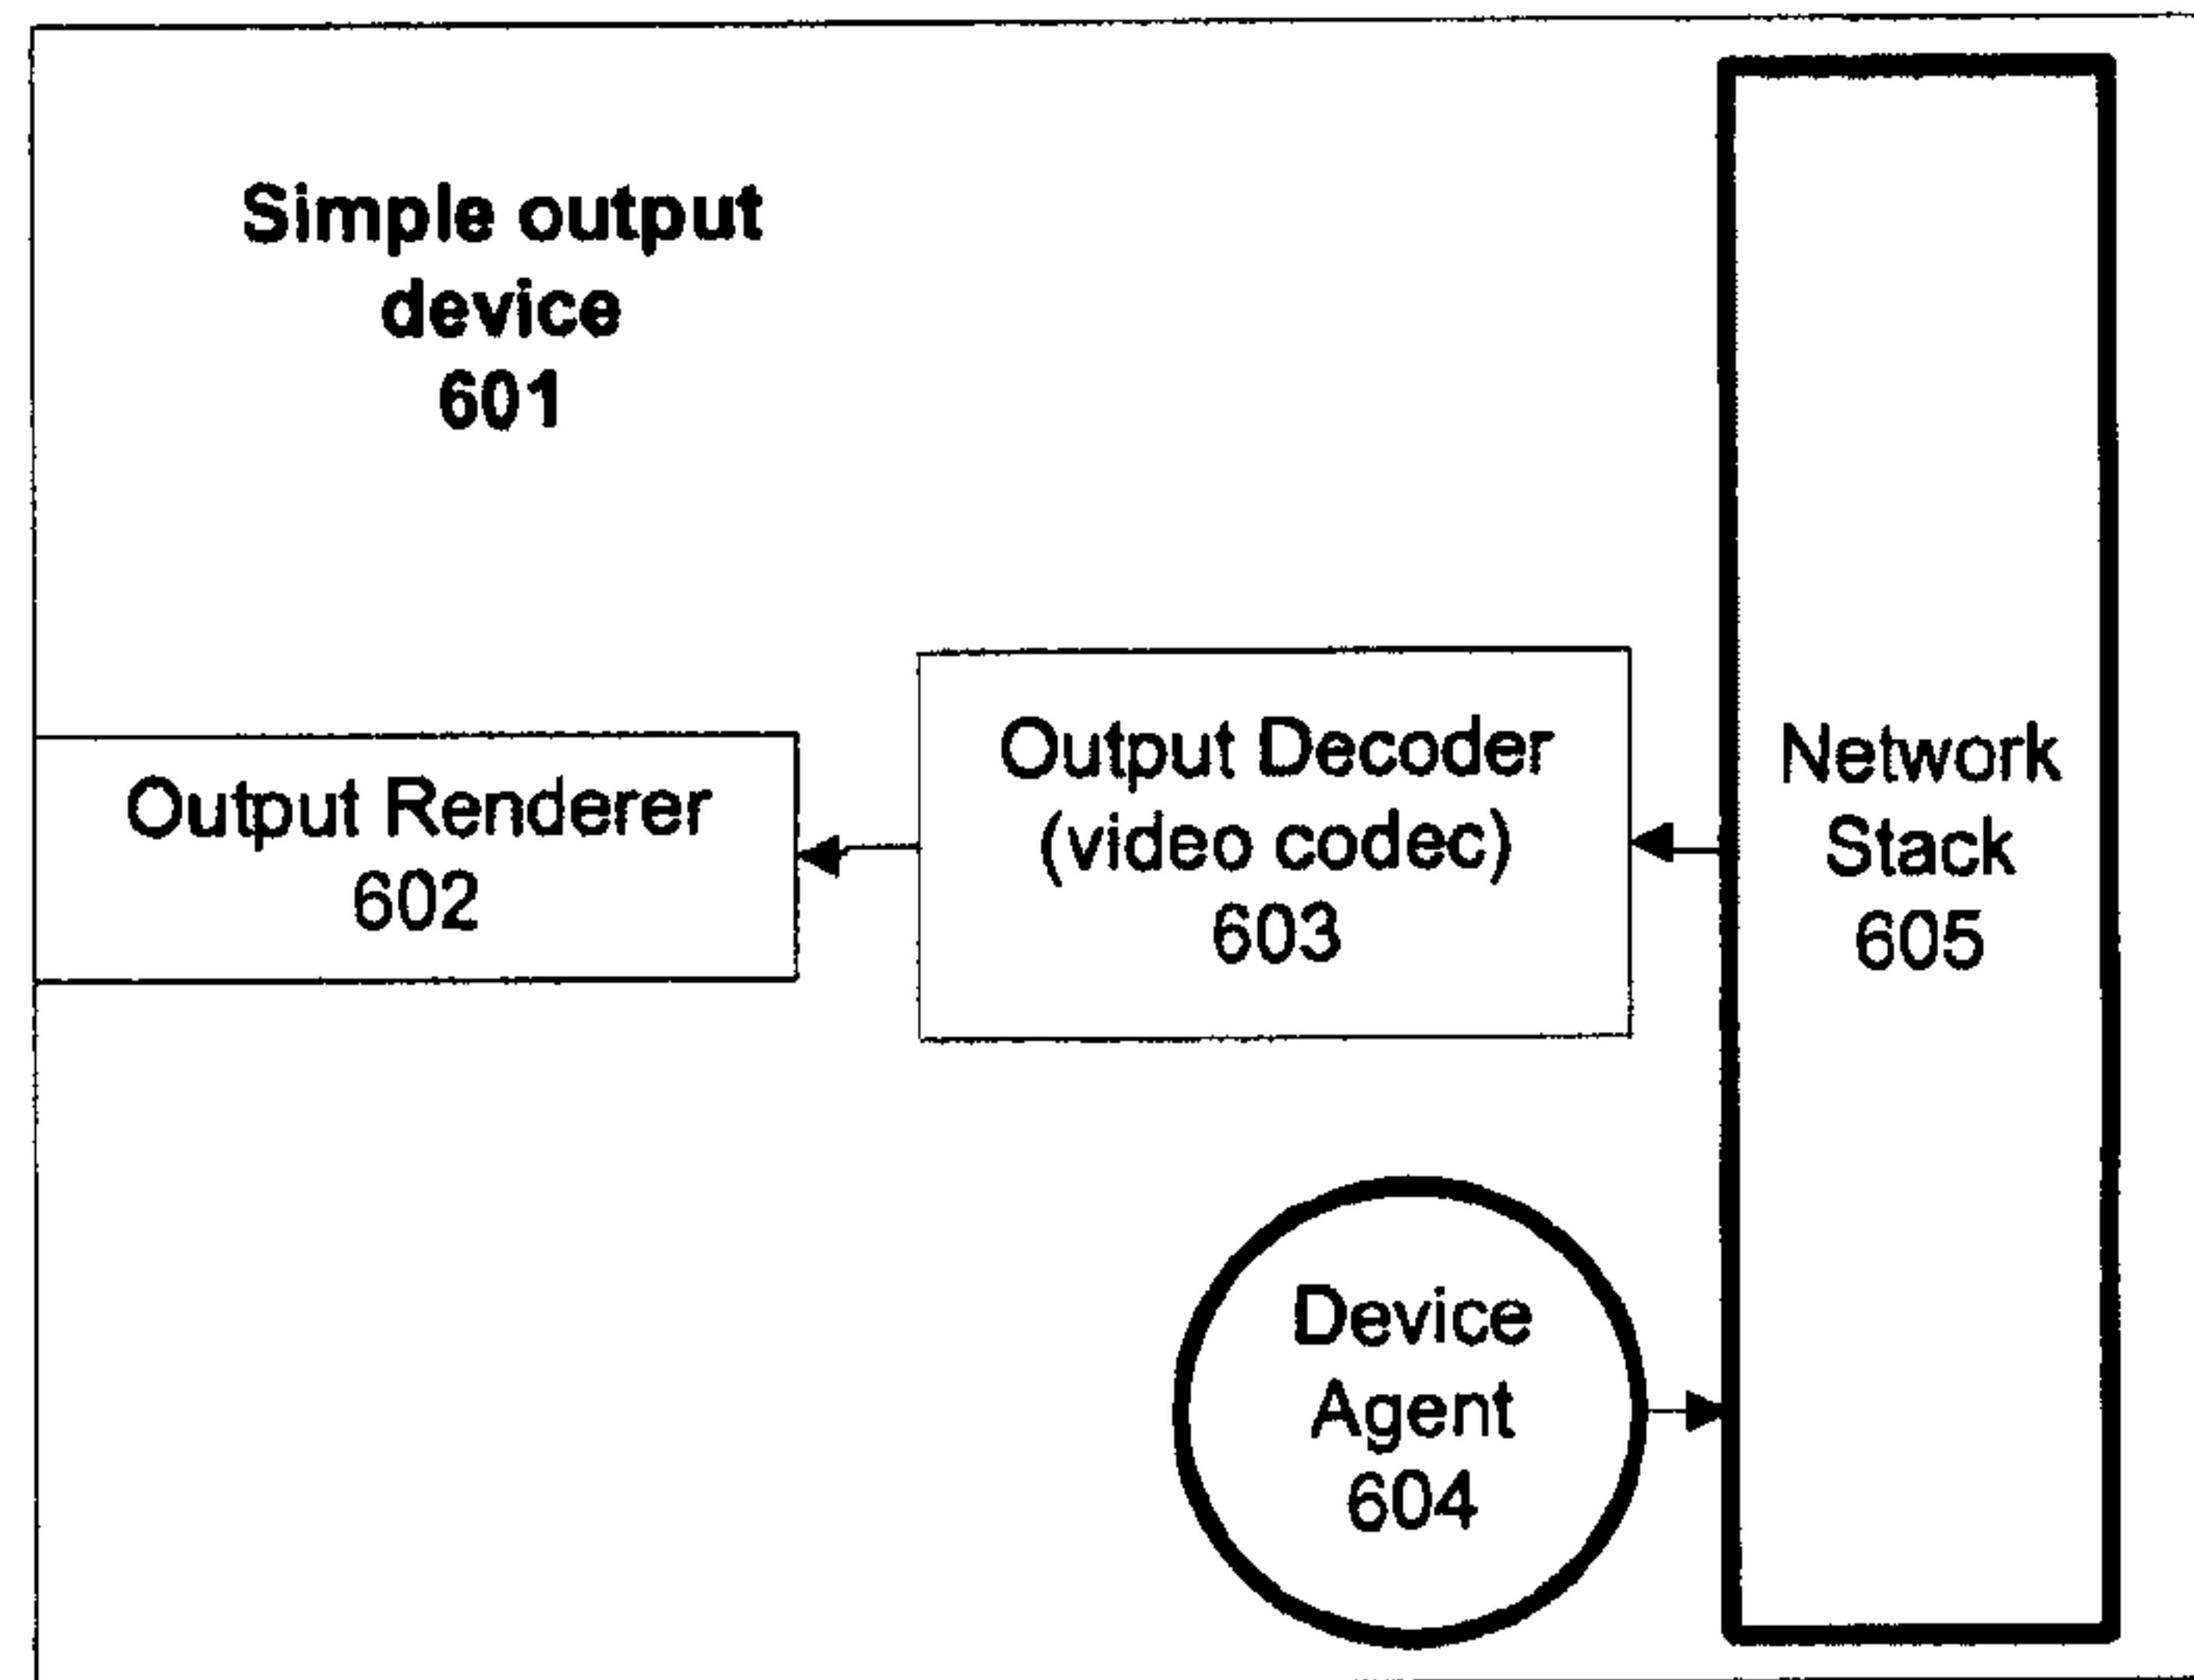 Simple output
device
601
Output Renderer
602
Output Decoder
(video codec)
603
Network
Stack
605
Device
Agent
604